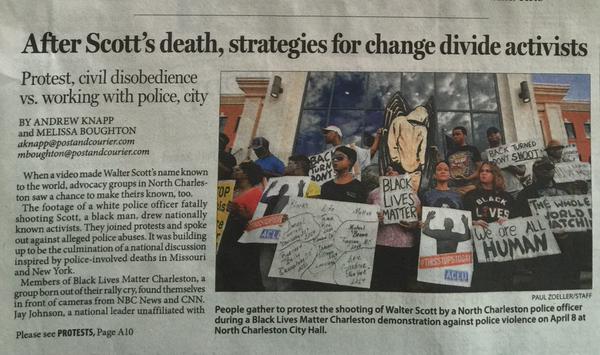 After Scott's death, strategies for change divide activists
Protest, civil disobedience
vs. working with police, city
BY ANDREW KNAPP
and MELISSA BOUGHTON
aknapp@postandcourier.com
mboughton@postandcourier.com
When a video made Walter Scott's name known
to the world, advocacy groups in North Charles-
ton saw a chance to make theirs known, too.
The footage of a white police officer fatally
shooting Scott, a black man, drew nationally
known activists. They joined protests and spoke
out against alleged police abuses. It was building
up to be the culmination of a national discussion
inspired by police-involved deaths in Missouri
and New York.
Members of Black Lives Matter Charleston, a
group born out of their rally cry, found themselves
in front of cameras from NBC News and CNN.
Jay Johnson, a national leader unaffiliated with
Please see PROTESTS, Page A10
BACK
TURNED
DON'T
BACK TURNED
DON'T SHOOT
STOP
ACLU
BLACK
LIVES
MATTER
#THISSTOPSTODAY
ACLU
BLACK
LIVES
We are ALL
HUMAN
THE WHOLE
WORLD
PAUL ZOELLER/STAFF
People gather to protest the shooting of Walter Scott by a North Charleston police officer
during a Black Lives Matter Charleston demonstration against police violence on April 8 at
North Charleston City Hall.